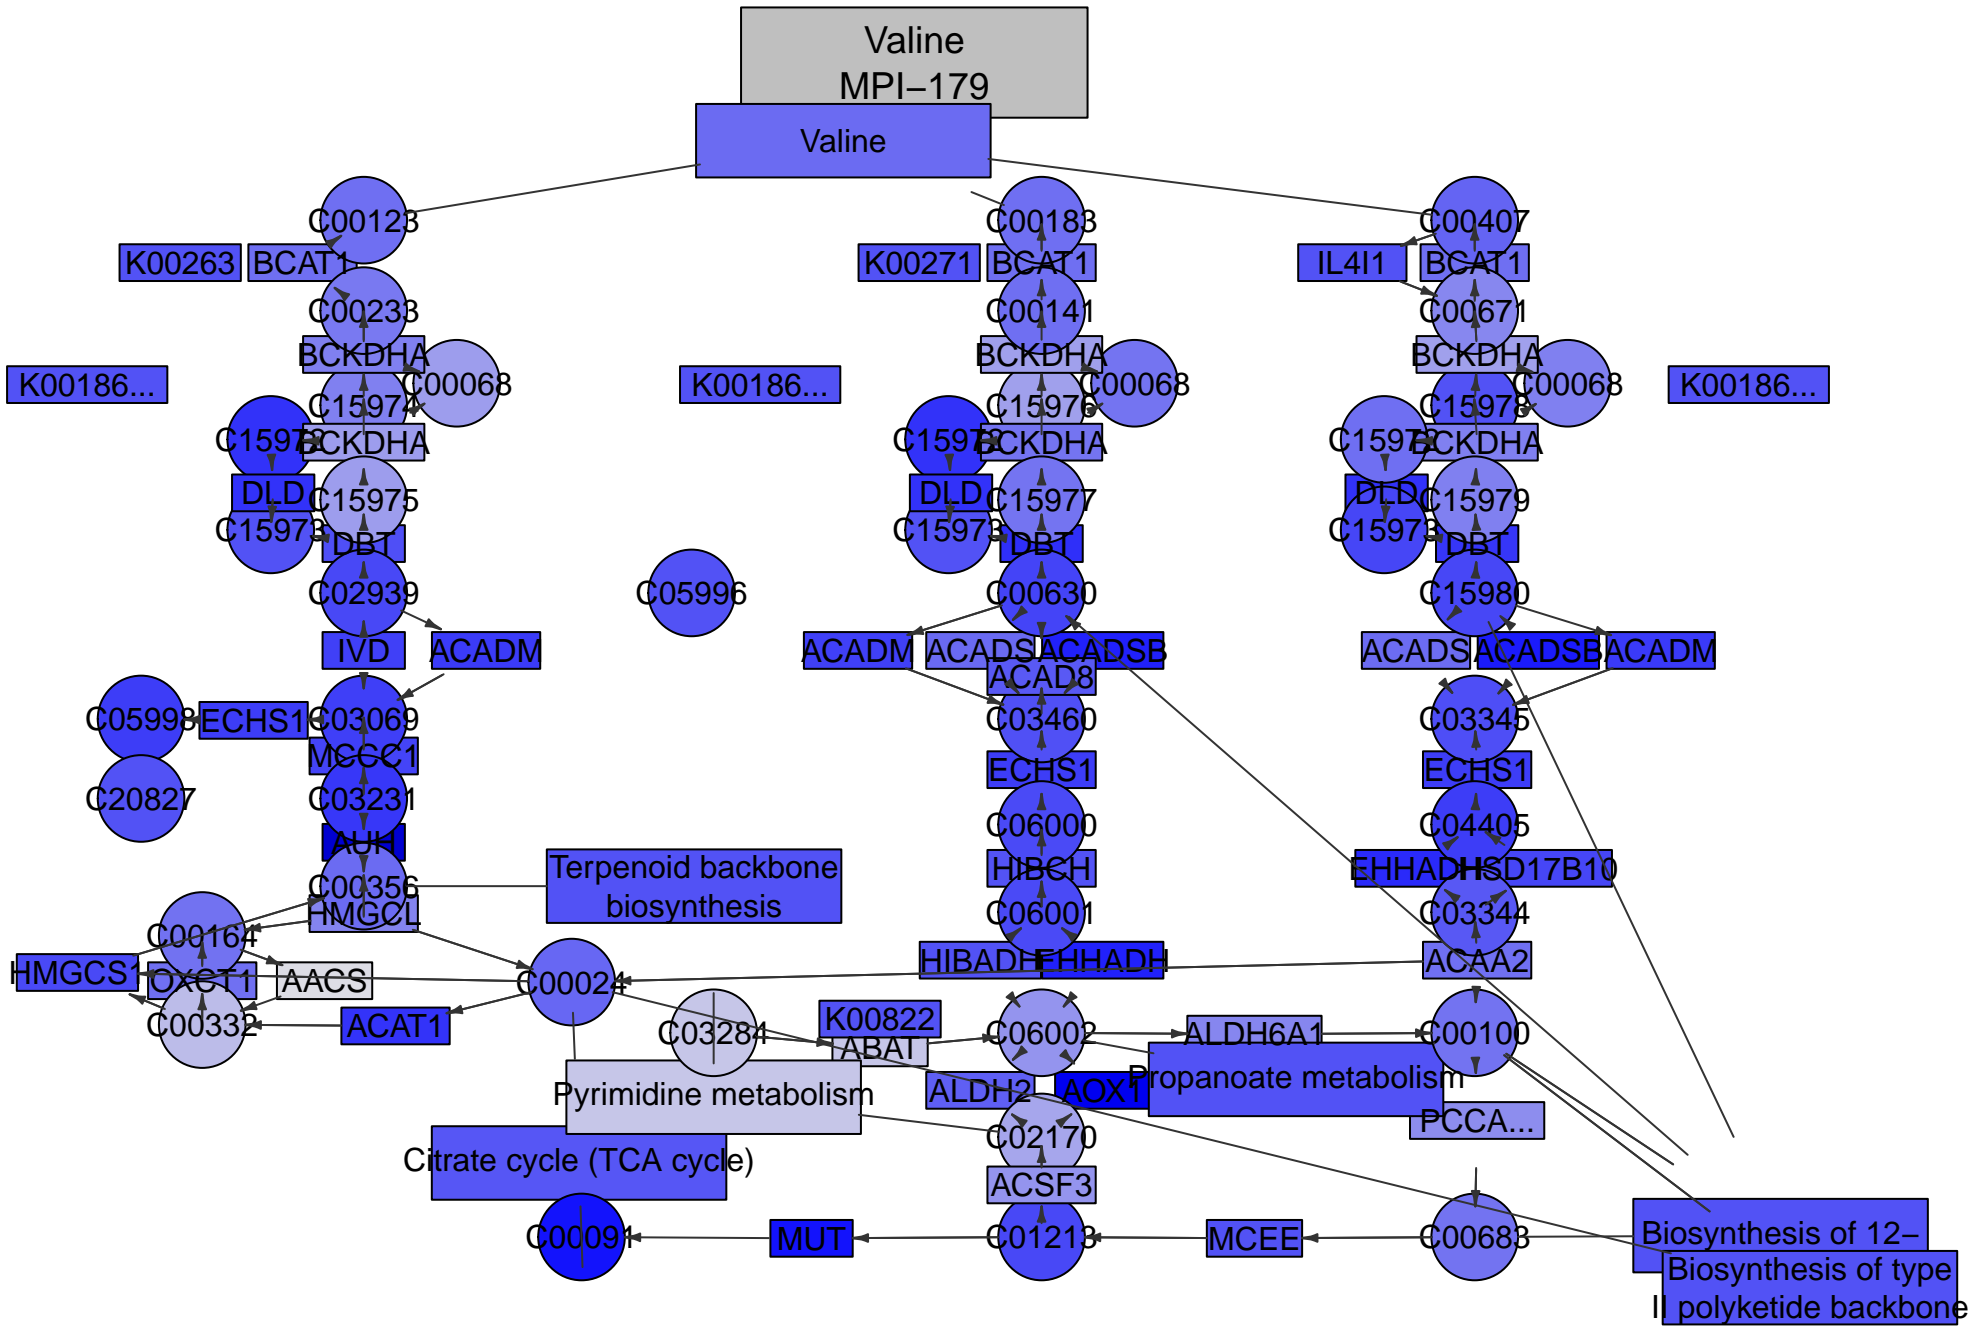 Valine
MPI–179
Valine
C00123
C00183
C00407
K00263
BCAT1
K00271
BCAT1
IL4I1
BCAT1
C00233
C00141
C00671
BCKDHA
BCKDHA
BCKDHA
K00186...
C00068
K00186...
C00068
C00068
K00186...
C15974
C15976
C15978
C15972
BCKDHA
C15972
BCKDHA
C15972
BCKDHA
DLD
C15975
DLD
C15977
DLD
C15979
C15973
DBT
C15973
DBT
C15973
DBT
C02939
C05996
C00630
C15980
IVD
ACADM
ACADM
ACADS
ACADSB
ACADS
ACADSB
ACADM
ACAD8
C05998
ECHS1
C03069
C03460
C03345
MCCC1
ECHS1
ECHS1
C20827
C03231
C06000
C04405
AUH
HIBCH
EHHADH
HSD17B10
C00356
Terpenoid backbone
biosynthesis
HMGCL
C06001
C03344
C00164
HMGCS1
OXCT1
AACS
C00024
HIBADH
EHHADH
ACAA2
C00332
ACAT1
C03284
K00822
ABAT
C06002
ALDH6A1
C00100
Pyrimidine metabolism
ALDH2
AOX1
Propanoate metabolism
PCCA...
C02170
Citrate cycle (TCA cycle)
ACSF3
C00091
MUT
C01213
MCEE
C00683
Biosynthesis of 12–
Biosynthesis of type
II polyketide backbone